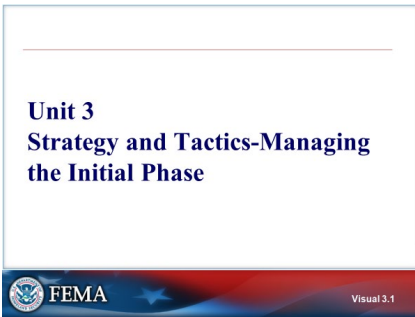 Unit 3
Strategy and Tactics-Managing
the Initial Phase
FEMA
Visual 3.1